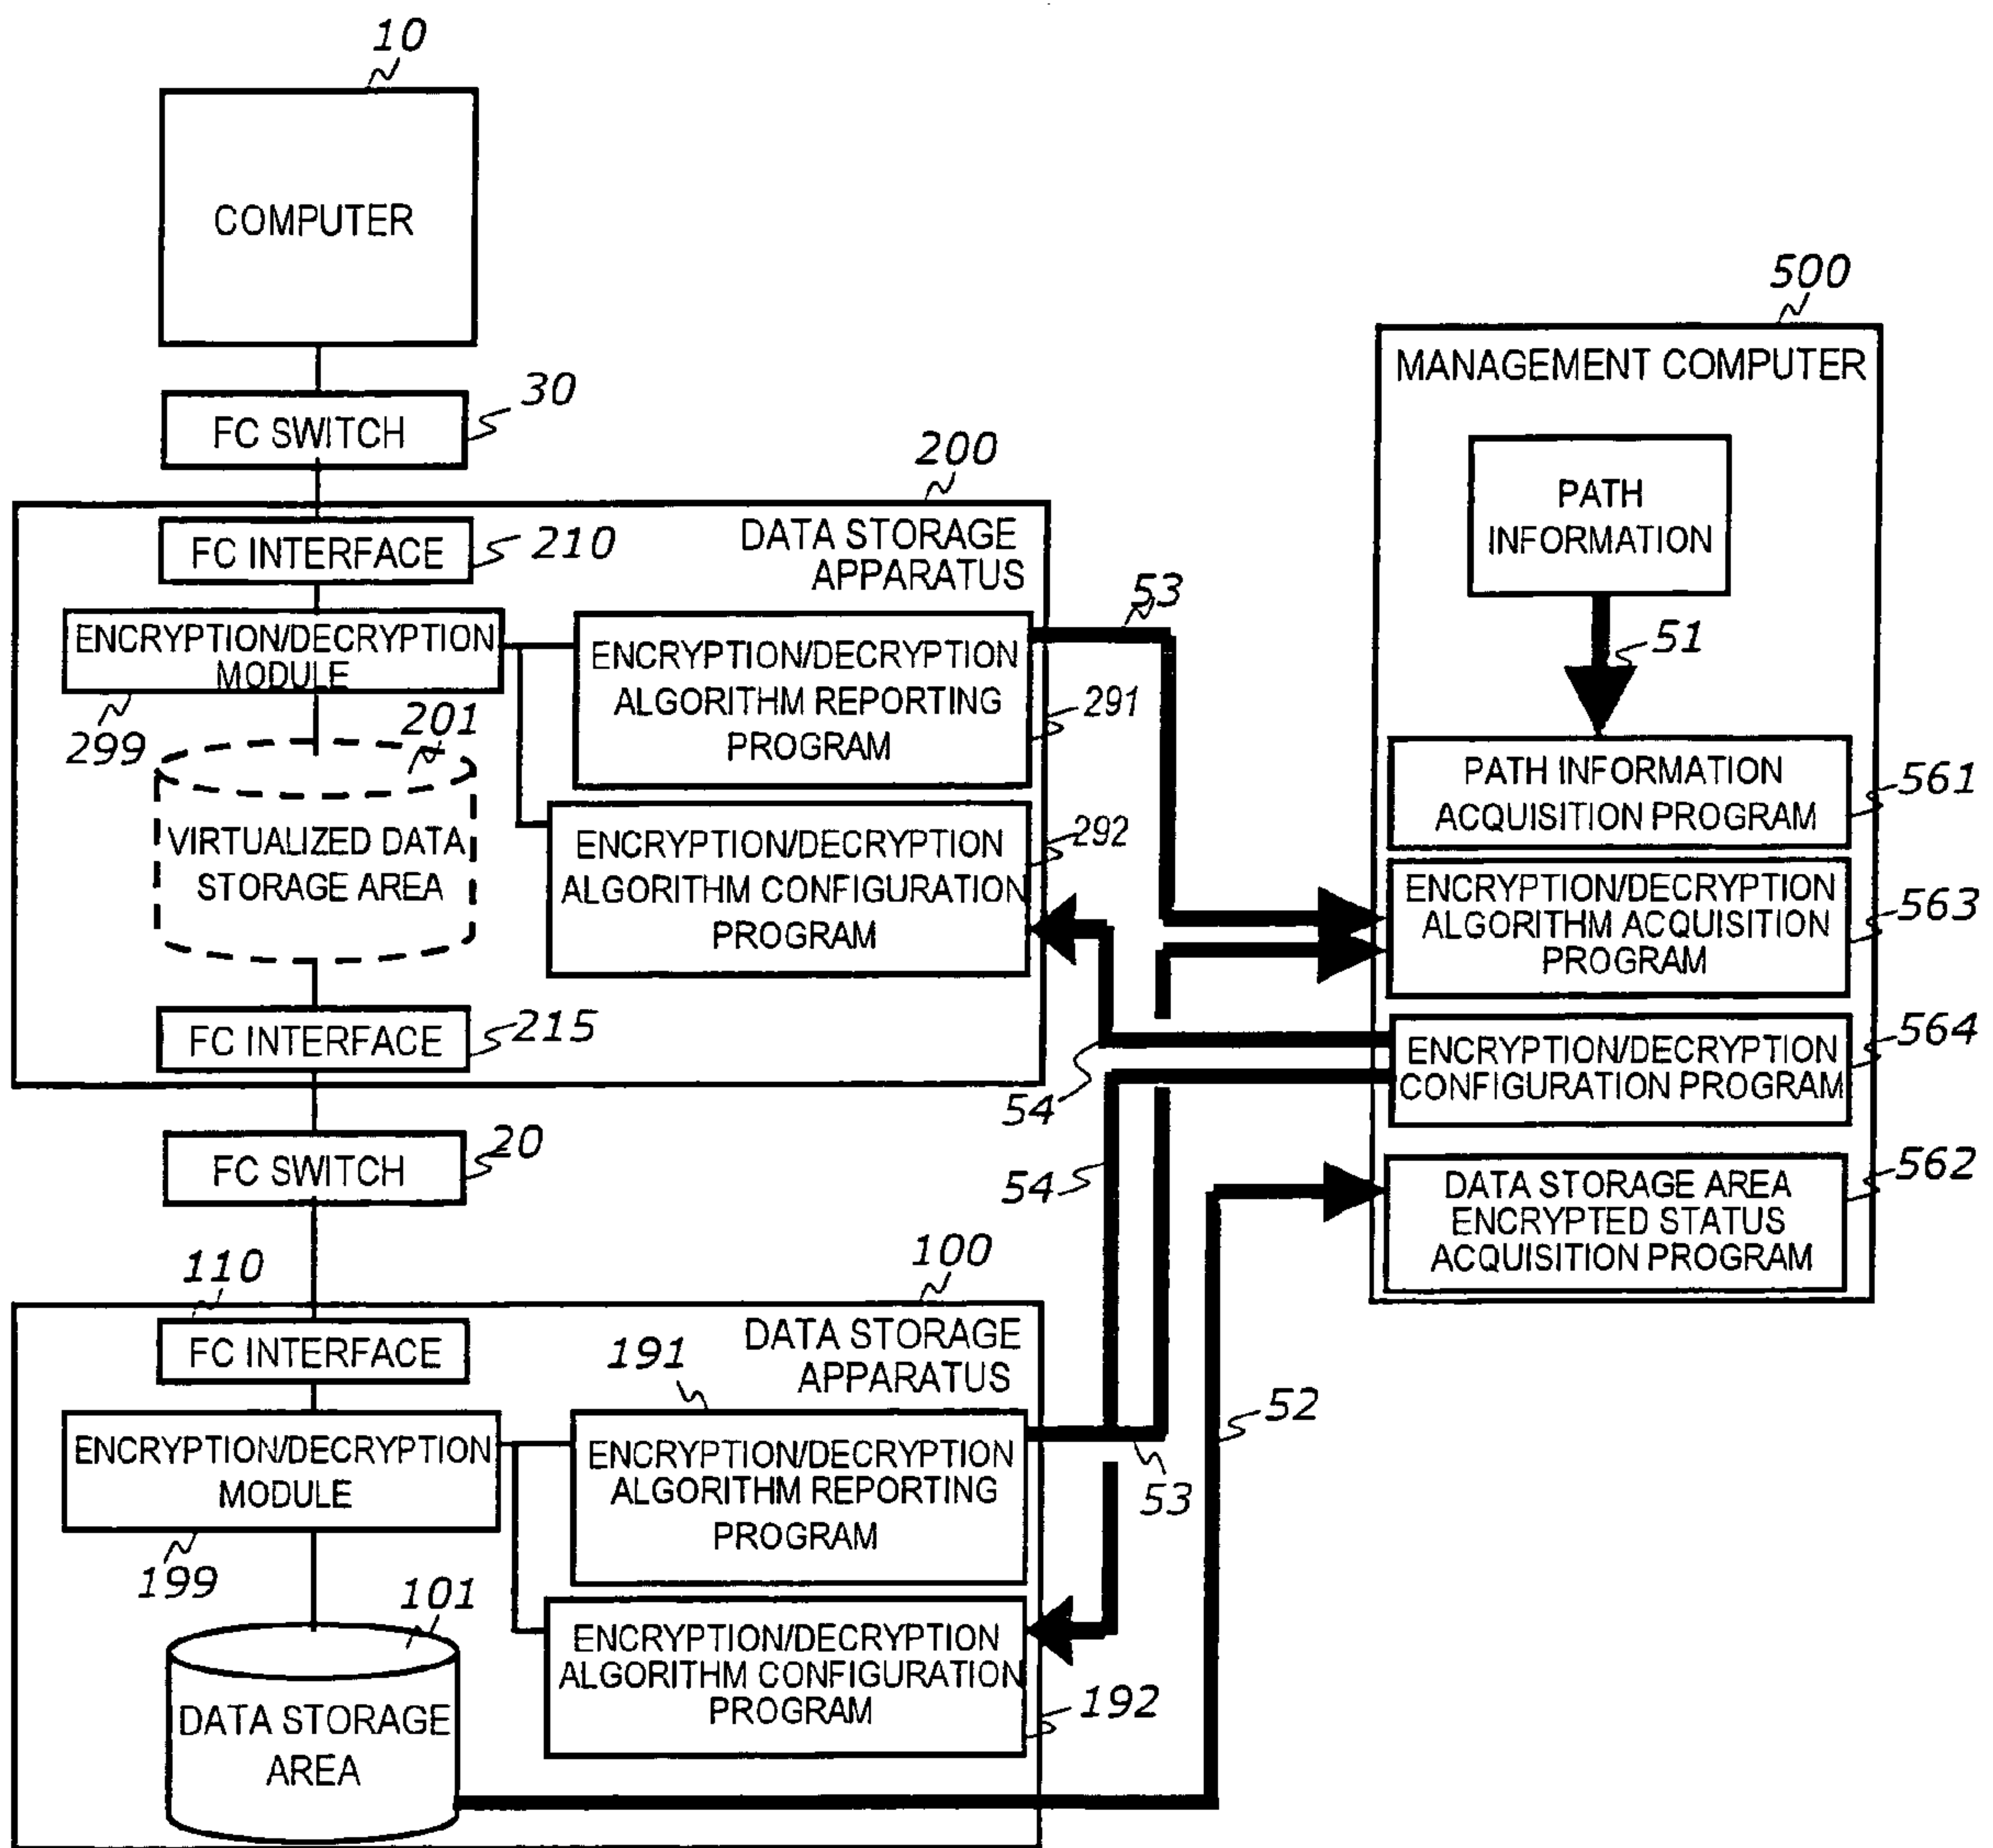 10
COMPUTER
30
FC SWITCH
200
FC INTERFACE
210
DATA STORAGE
APPARATUS
ENCRYPTION/DECRYPTION
MODULE
299
ENCRYPTION/DECRYPTION
ALGORITHM REPORTING
PROGRAM
291
201
VIRTUALIZED DATA
STORAGE AREA
ENCRYPTION/DECRYPTION
ALGORITHM CONFIGURATION
PROGRAM
292
FC INTERFACE
215
53
54
54
500
MANAGEMENT COMPUTER
PATH
INFORMATION
51
PATH INFORMATION
ACQUISITION PROGRAM
561
ENCRYPTION/DECRYPTION
ALGORITHM ACQUISITION
PROGRAM
563
ENCRYPTION/DECRYPTION
CONFIGURATION PROGRAM
564
DATA STORAGE AREA
ENCRYPTED STATUS
ACQUISITION PROGRAM
562
FC SWITCH
20
100
110
FC INTERFACE
DATA STORAGE
APPARATUS
191
ENCRYPTION/DECRYPTION
MODULE
199
ENCRYPTION/DECRYPTION
ALGORITHM REPORTING
PROGRAM
53
52
101
DATA STORAGE
AREA
ENCRYPTION/DECRYPTION
ALGORITHM CONFIGURATION
PROGRAM
192